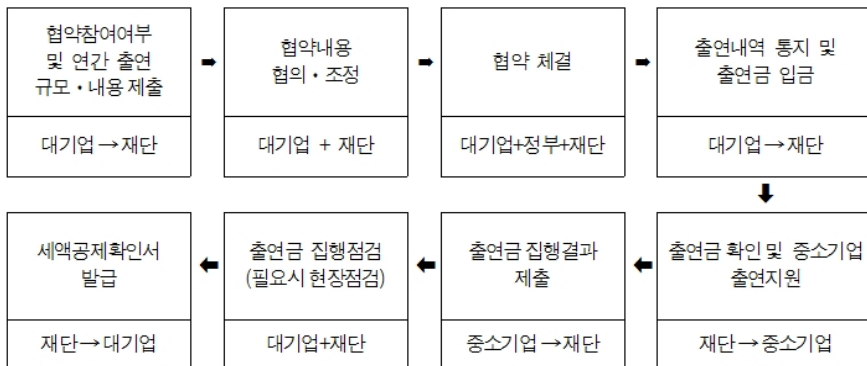 협약참여여부
및 연간 출연
규모·내용 제출
대기업→재단
➡
협약내용
협의·조정
대기업 + 재단
➡
협약 체결
대기업+정부+재단
➡
출연내역 통지 및
출연금 입금
대기업→재단
⬇
출연금 확인 및 중소기업
출연지원
재단→중소기업
⬅
출연금 집행결과
제출
중소기업→재단
⬅
출연금 집행점검
(필요시 현장점검)
대기업+재단
⬅
세액공제확인서
발급
재단→대기업